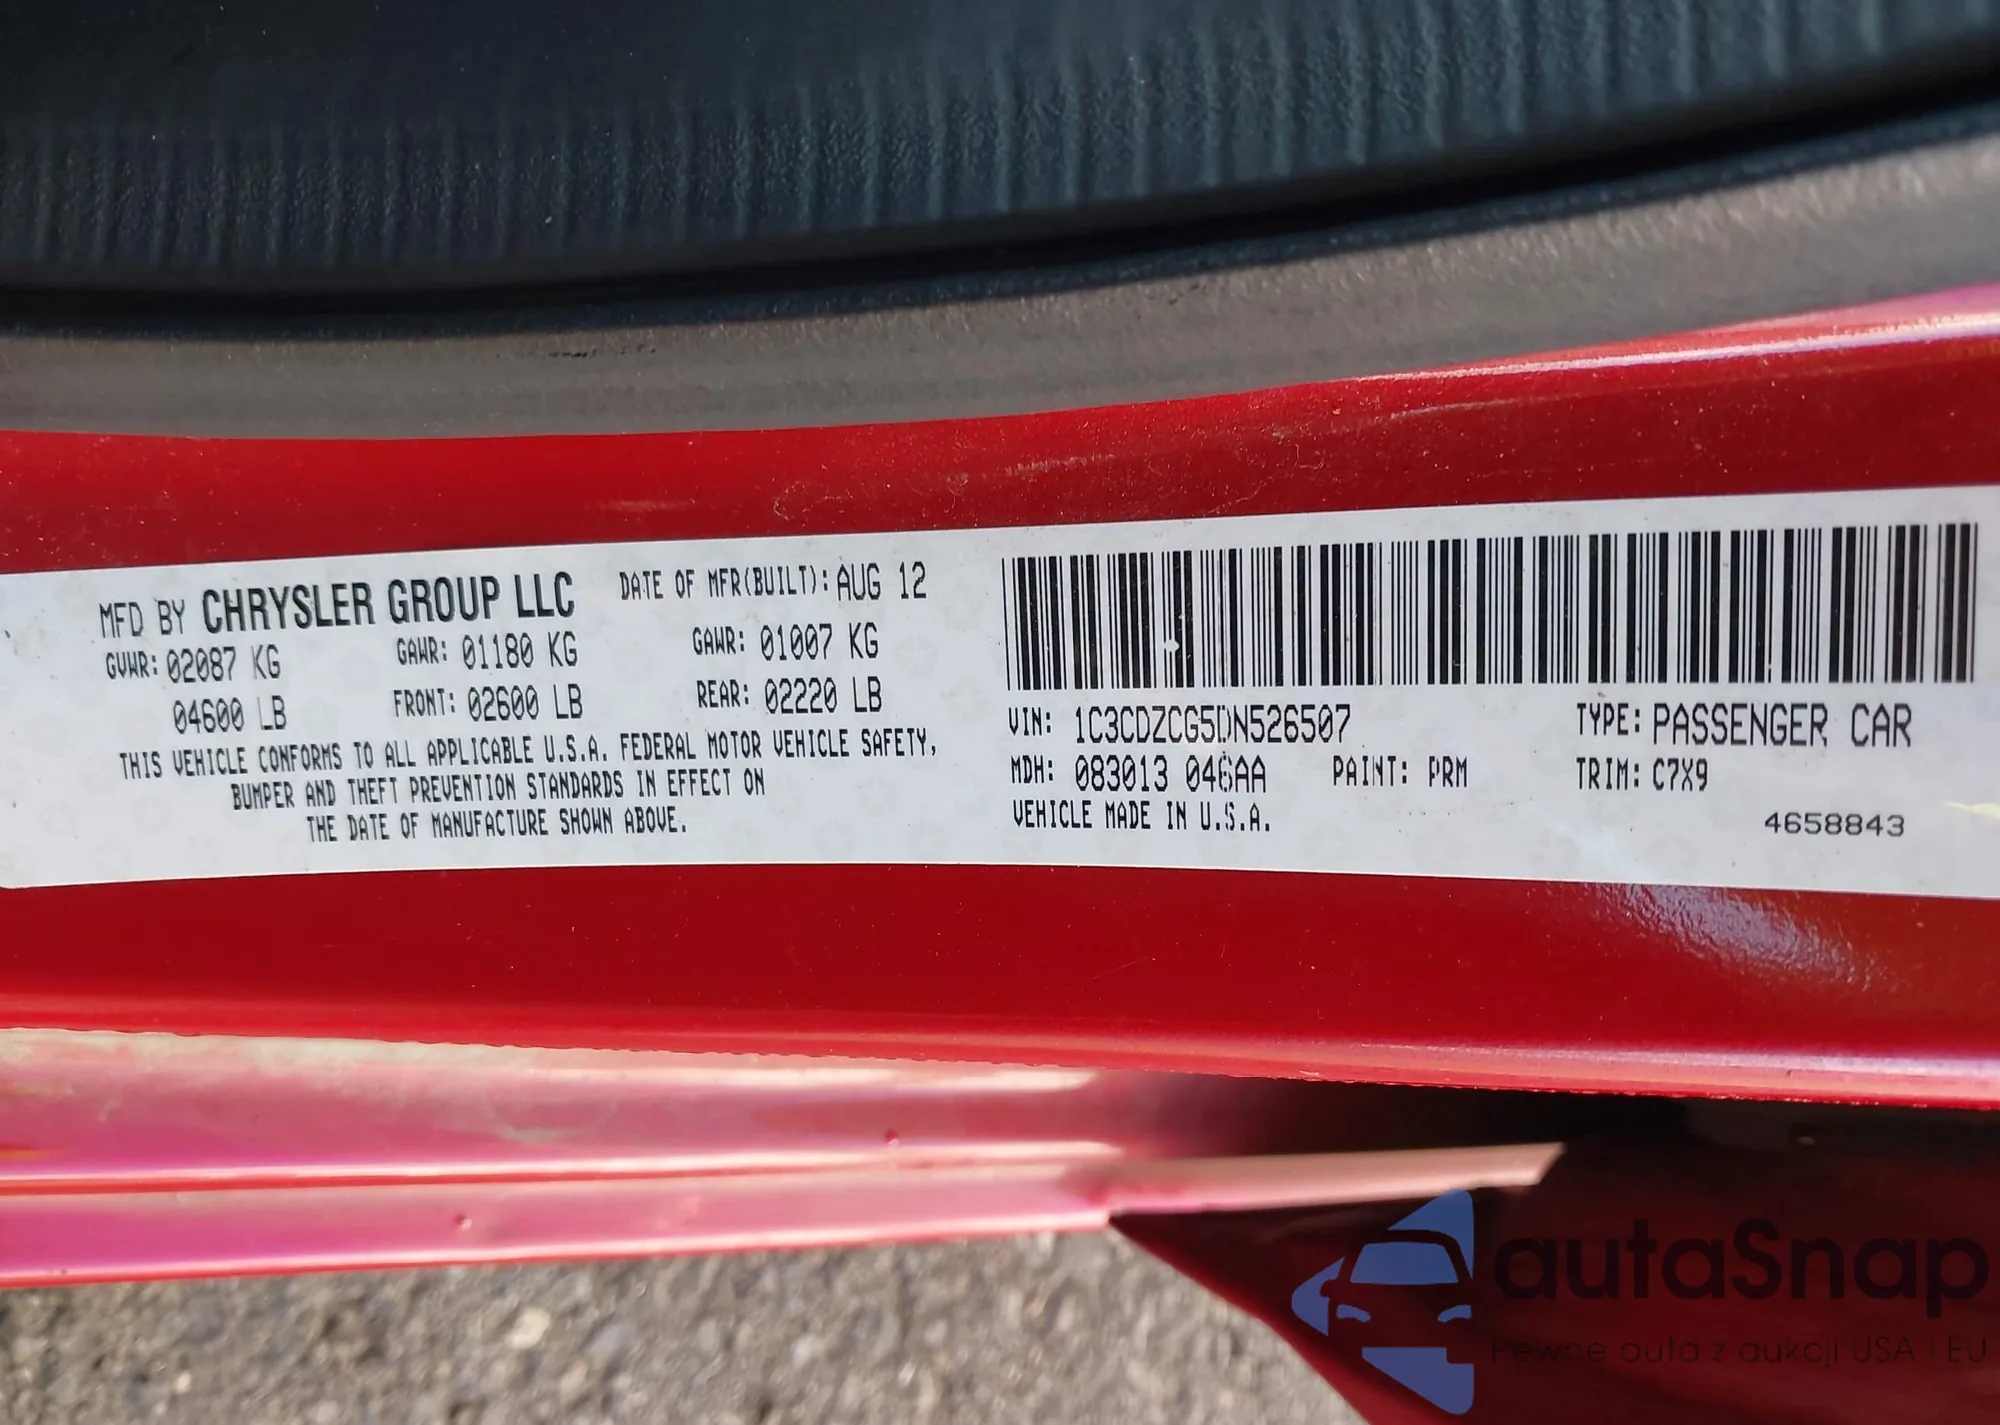 MFD BY CHRYSLER GROUP LLC DATE OF MFR(BUILT): AUG 12
GVWR: 02087 KG GAWR: 01180 KG GAWR: 01007 KG
04600 LB FRONT: 02600 LB REAR: 02220 LB
THIS VEHICLE CONFORMS TO ALL APPLICABLE U.S.A. FEDERAL MOTOR VEHICLE SAFETY,
BUMPER AND THEFT PREVENTION STANDARDS IN EFFECT ON
THE DATE OF MANUFACTURE SHOWN ABOVE.
VIN: 1C3CDZCG5DN526507 TYPE: PASSENGER CAR
MDH: 083013 046AA PAINT: PRM TRIM: C7X9
VEHICLE MADE IN U.S.A.
4658843
autaSnap
Pewne auta z aukcji USA i EU